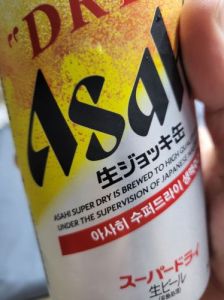 "DRY
Asahi
生ジョッキ缶
ASAHI SUPER DRY IS BREWED TO HIGH QUALITY
UNDER THE SUPERVISION OF JAPANESE
아사히 수퍼드라이
スーパードライ
生ビール